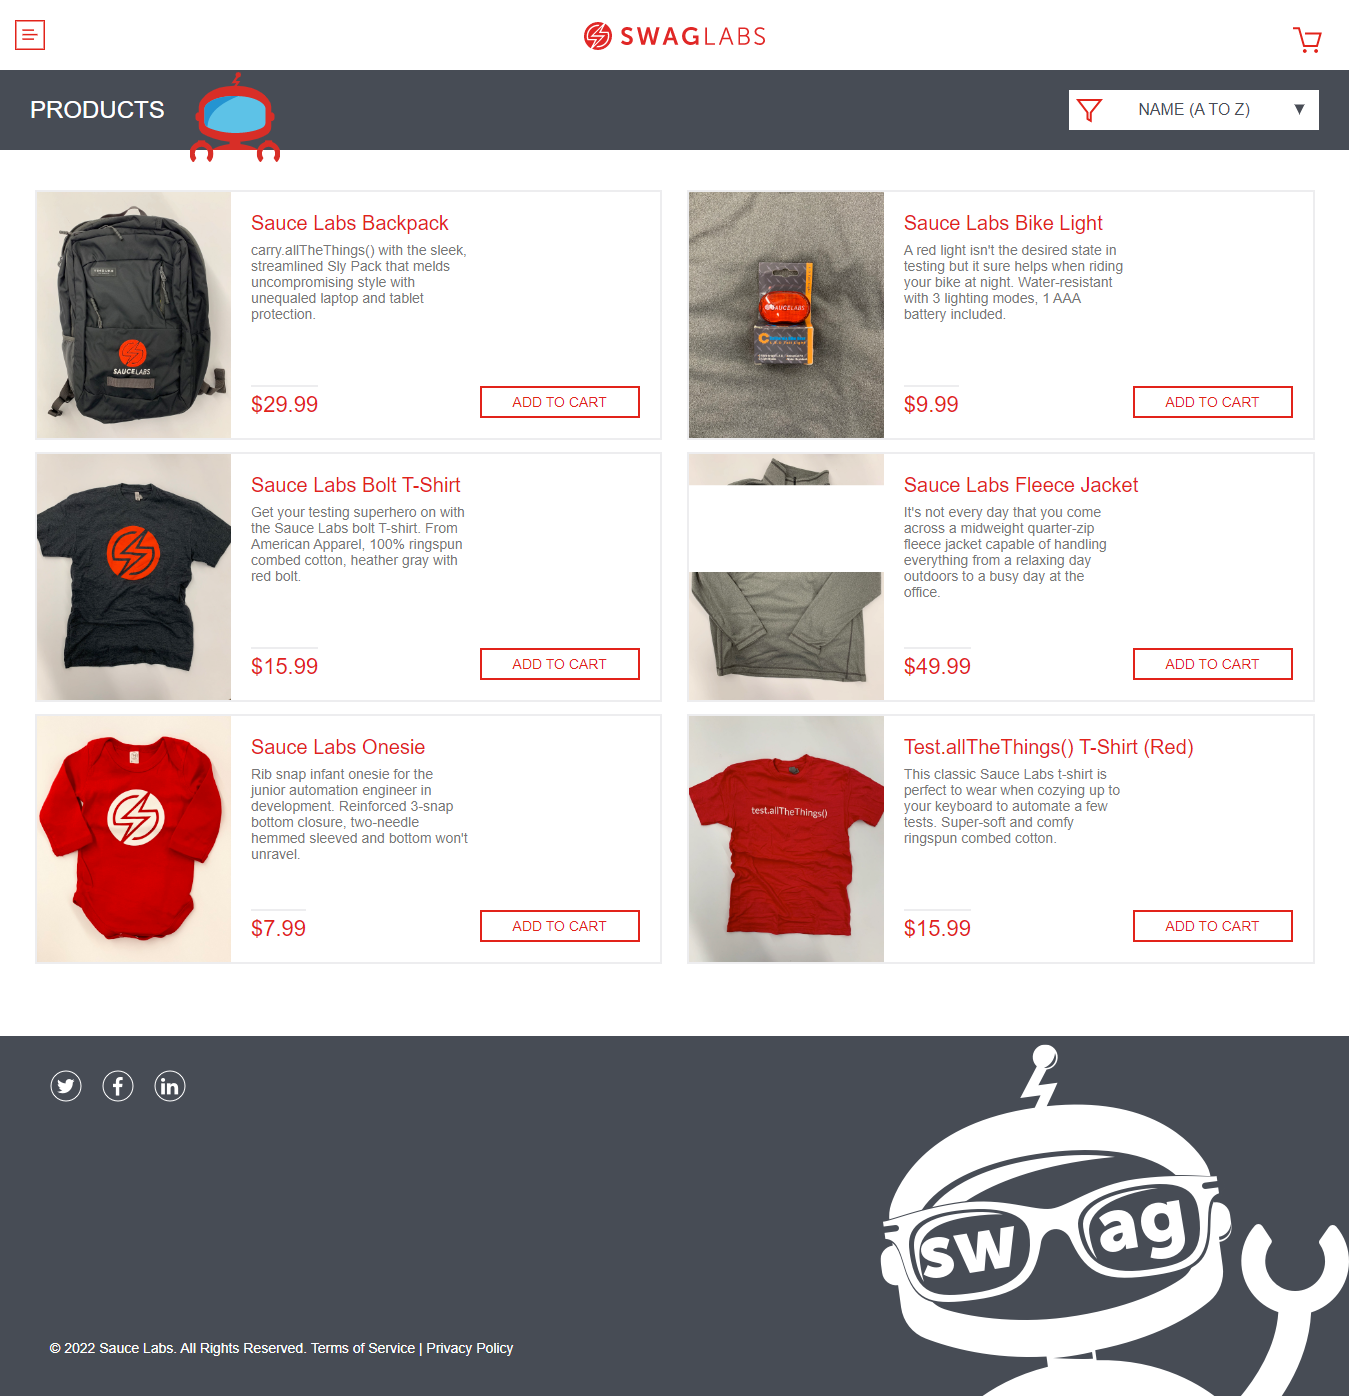 SWAGLABS
PRODUCTS
NAME (A TO Z)
Sauce Labs Backpack
carry.allTheThings() with the sleek,
streamlined Sly Pack that melds
uncompromising style with
unequaled laptop and tablet
protection.
SAUCELABS
$29.99
ADD TO CART
Sauce Labs Bike Light
A red light isn't the desired state in
testing but it sure helps when riding
your bike at night. Water-resistant
with 3 lighting modes, 1 AAA
battery included.
SAUCELABS
$9.99
ADD TO CART
Sauce Labs Bolt T-Shirt
Get your testing superhero on with
the Sauce Labs bolt T-shirt. From
American Apparel, 100% ringspun
combed cotton, heather gray with
red bolt.
$15.99
ADD TO CART
Sauce Labs Fleece Jacket
It's not every day that you come
across a midweight quarter-zip
fleece jacket capable of handling
everything from a relaxing day
outdoors to a busy day at the
office.
$49.99
ADD TO CART
Sauce Labs Onesie
Rib snap infant onesie for the
junior automation engineer in
development. Reinforced 3-snap
bottom closure, two-needle
hemmed sleeved and bottom won't
unravel.
$7.99
ADD TO CART
Test.allTheThings() T-Shirt (Red)
This classic Sauce Labs t-shirt is
perfect to wear when cozying up to
your keyboard to automate a few
tests. Super-soft and comfy
ringspun combed cotton.
test.allTheThings()
$15.99
ADD TO CART
swag
© 2022 Sauce Labs. All Rights Reserved. Terms of Service | Privacy Policy